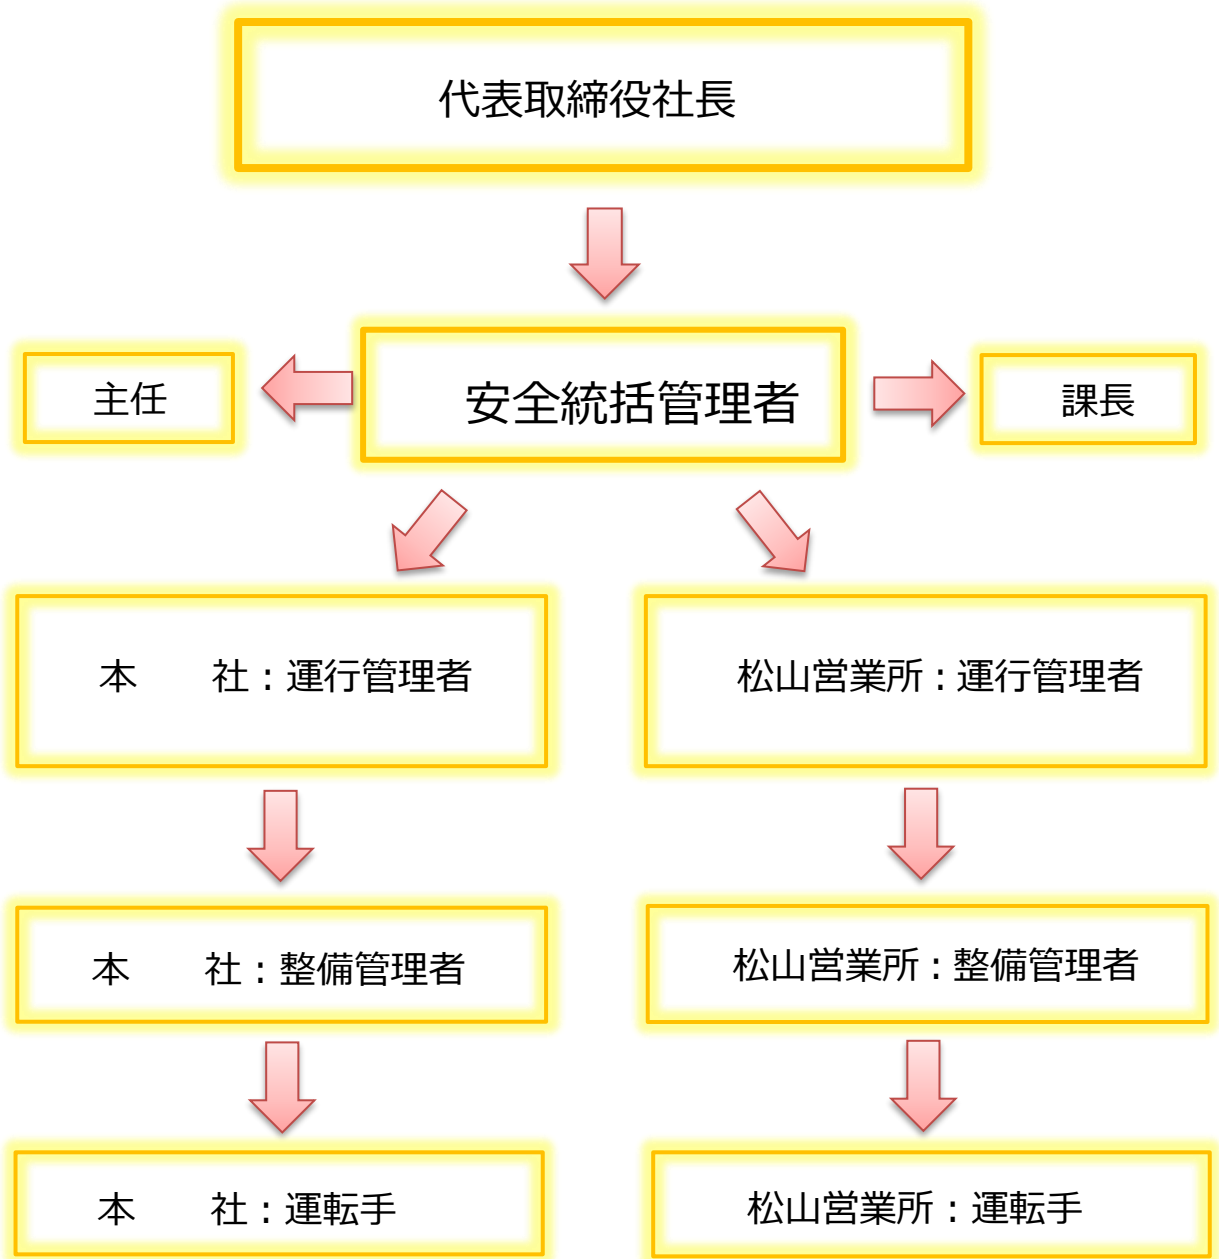 代表取締役社長
主任
安全統括管理者
課長
本　　社：運行管理者
松山営業所：運行管理者
本　　社：整備管理者
松山営業所：整備管理者
本　　社：運転手
松山営業所：運転手